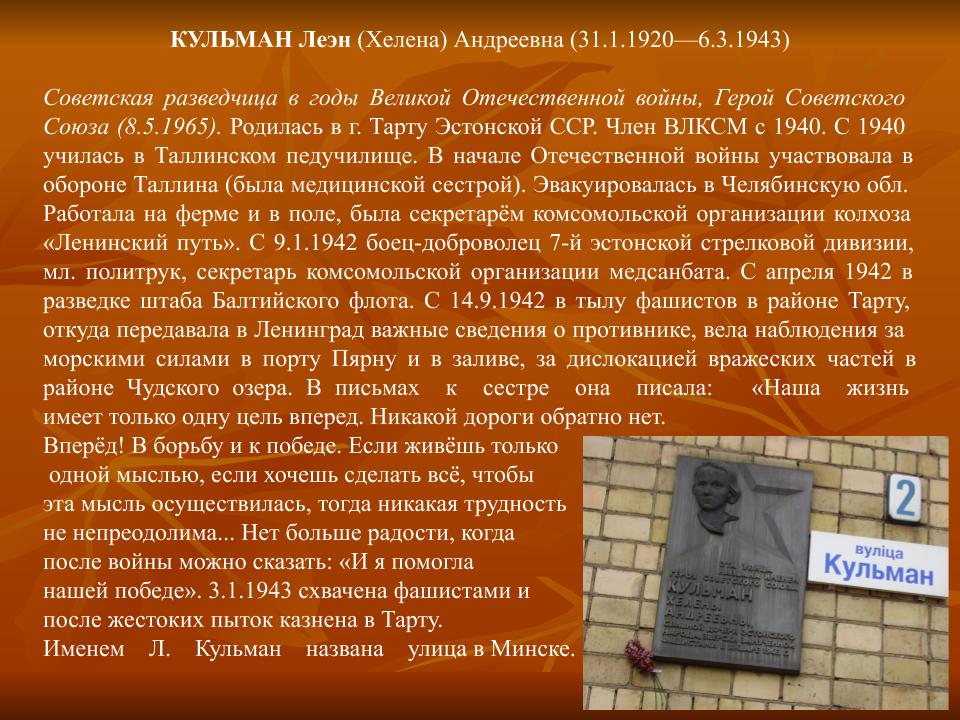 КУЛЬМАН Леэн (Хелена) Андреевна (31.1.1920—6.3.1943)
Советская разведчица в годы Великой Отечественной войны, Герой Советского
Союза (8.5.1965). Родилась в г. Тарту Эстонской ССР. Член ВЛКСМ с 1940. С 1940
училась в Таллинском педучилище. В начале Отечественной войны участвовала в
обороне Таллина (была медицинской сестрой). Эвакуировалась в Челябинскую обл.
Работала на ферме и в поле, была секретарём комсомольской организации колхоза
«Ленинский путь». С 9.1.1942 боец-доброволец 7-й эстонской стрелковой дивизии,
мл. политрук, секретарь комсомольской организации медсанбата. С апреля 1942 в
разведке штаба Балтийского флота. С 14.9.1942 в тылу фашистов в районе Тарту,
откуда передавала в Ленинград важные сведения о противнике, вела наблюдения за
морскими силами в порту Пярну и в заливе, за дислокацией вражеских частей в
районе Чудского озера. В письмах к сестре она писала: «Наша жизнь
имеет только одну цель вперед. Никакой дороги обратно нет.
Вперёд! В борьбу и к победе. Если живёшь только
одной мыслью, если хочешь сделать всё, чтобы
эта мысль осуществилась, тогда никакая трудность
не непреодолима... Нет больше радости, когда
после войны можно сказать: «И я помогла
нашей победе». 3.1.1943 схвачена фашистами и
после жестоких пыток казнена в Тарту.
Именем Л. Кульман названа улица в Минске.
2
вуліца
Кульман
ЭТА УЛИЦА
ГЕРОЯ СОВЕТСКОГО СОЮЗА
КУЛЬМАН
ХЕЛЕНЫ
АНДРЕЕВНЫ